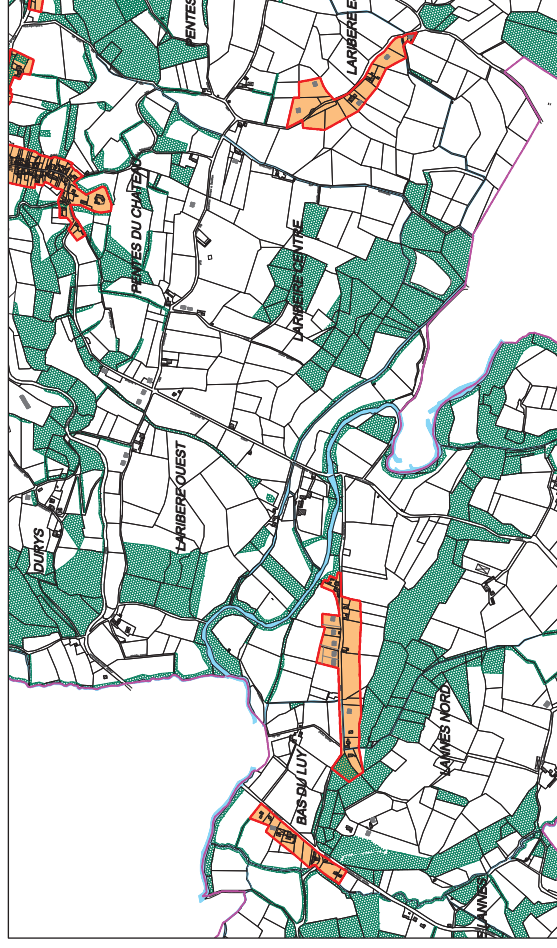 PENTES
LARIBERE E
PENTES DU CHATEAU
LARIBERE CENTRE
LARIBERE OUEST
DURYS
LANNES NORD
BAS DU LUY
LANNES